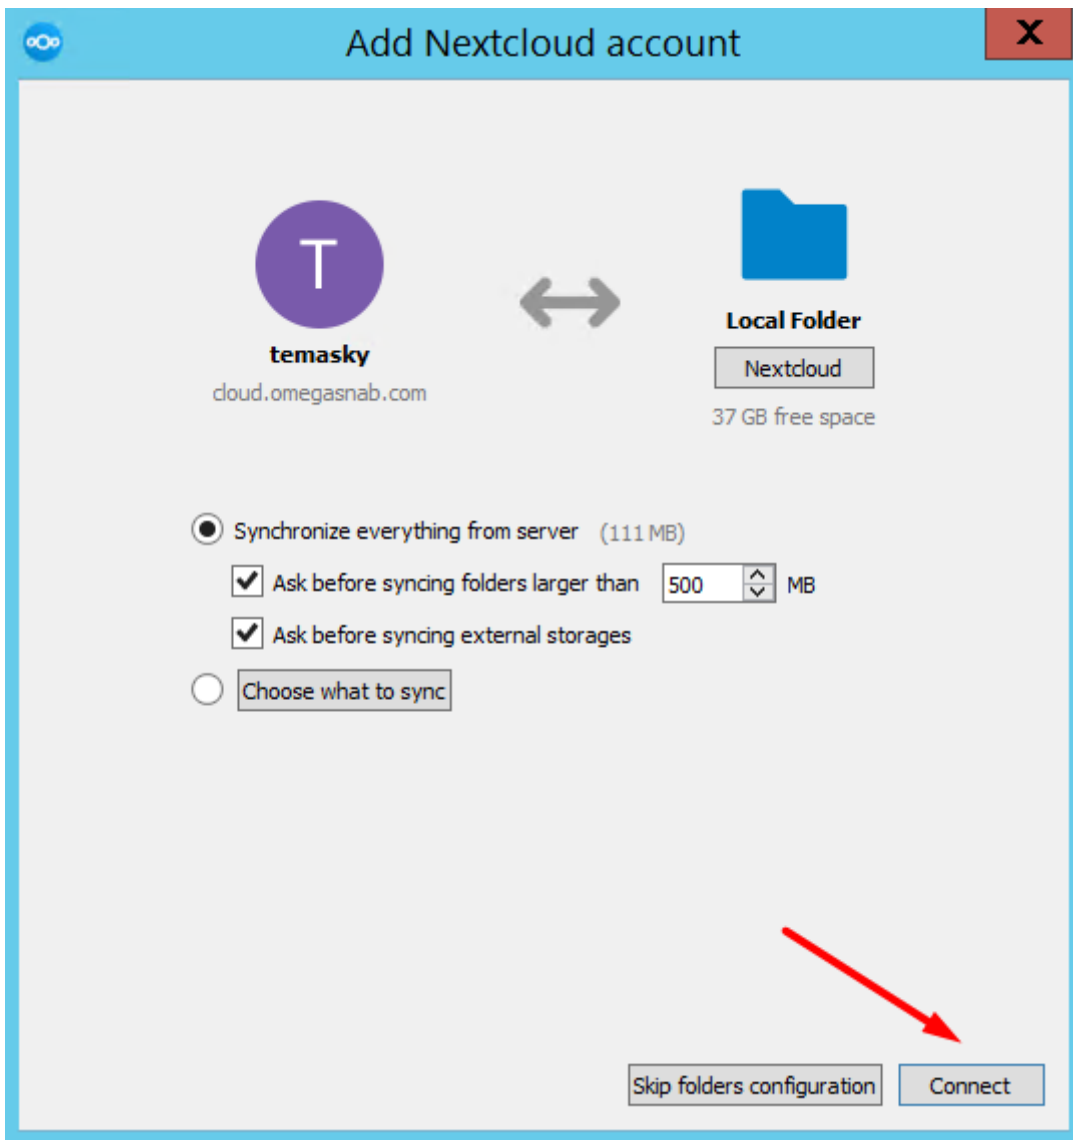 Add Nextcloud account
X
T
temasky
cloud.omegasnab.com
Local Folder
Nextcloud
37 GB free space
Synchronize everything from server (111 MB)
Ask before syncing folders larger than 500 MB
Ask before syncing external storages
Choose what to sync
Skip folders configuration
Connect